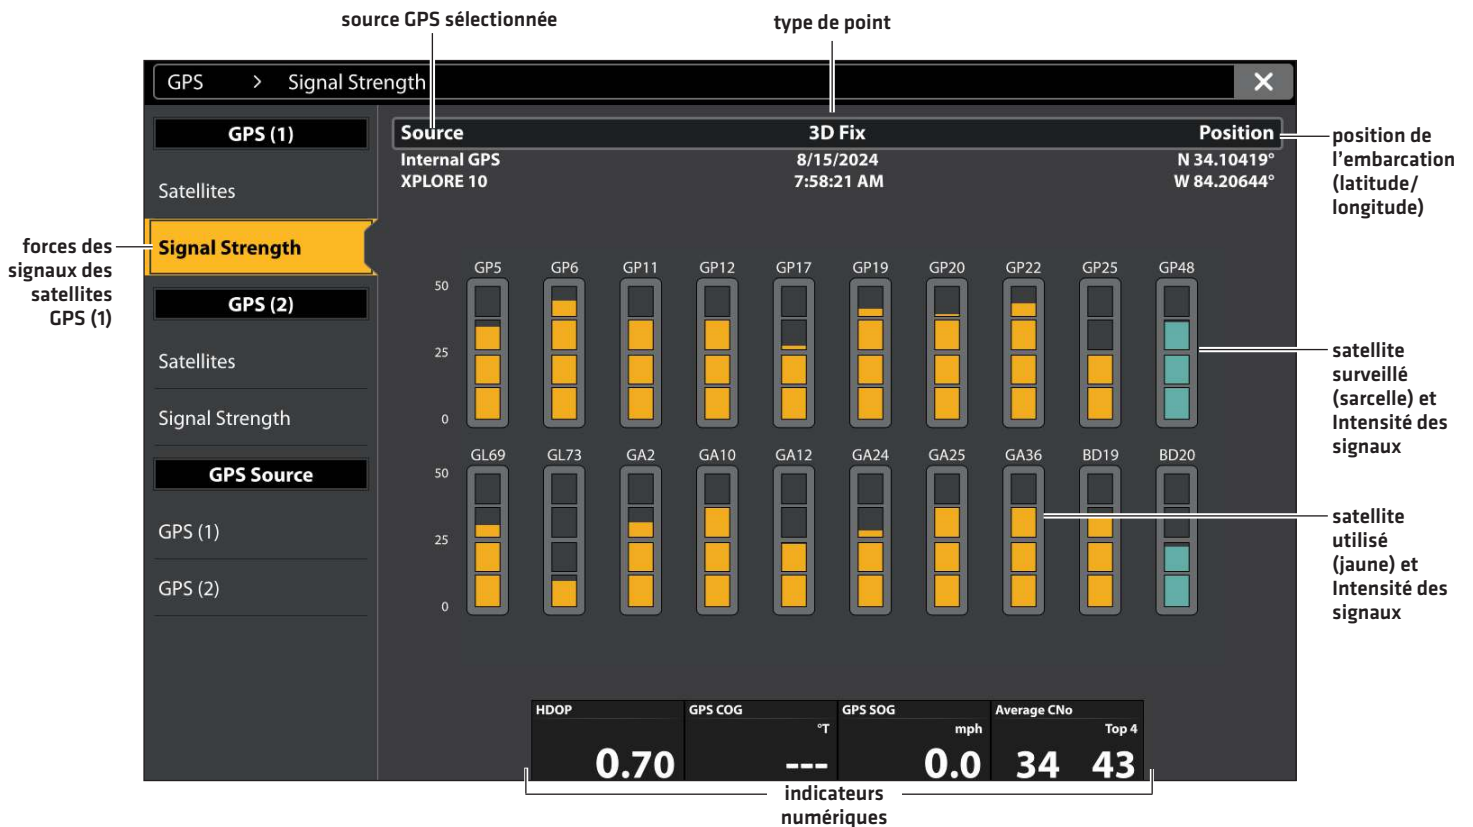 source GPS sélectionnée
type de point
GPS > Signal Strength
GPS (1)
Satellites
Signal Strength
GPS (2)
Satellites
Signal Strength
GPS Source
GPS (1)
GPS (2)
Source 3D Fix Position
Internal GPS 8/15/2024 N 34.10419°
XPLORE 10 7:58:21 AM W 84.20644°
GP5 GP6 GP11 GP12 GP17 GP19 GP20 GP22 GP25 GP48
50
25
0
GL69 GL73 GA2 GA10 GA12 GA24 GA25 GA36 BD19 BD20
50
25
0
HDOP GPS COG GPS SOG Average CNo
°T mph Top 4
0.70 --- 0.0 34 43
forces des
signaux des
satellites
GPS (1)
position de
l’embarcation
(latitude/
longitude)
satellite
surveillé
(sarcelle) et
Intensité des
signaux
satellite
utilisé
(jaune) et
Intensité des
signaux
indicateurs
numériques